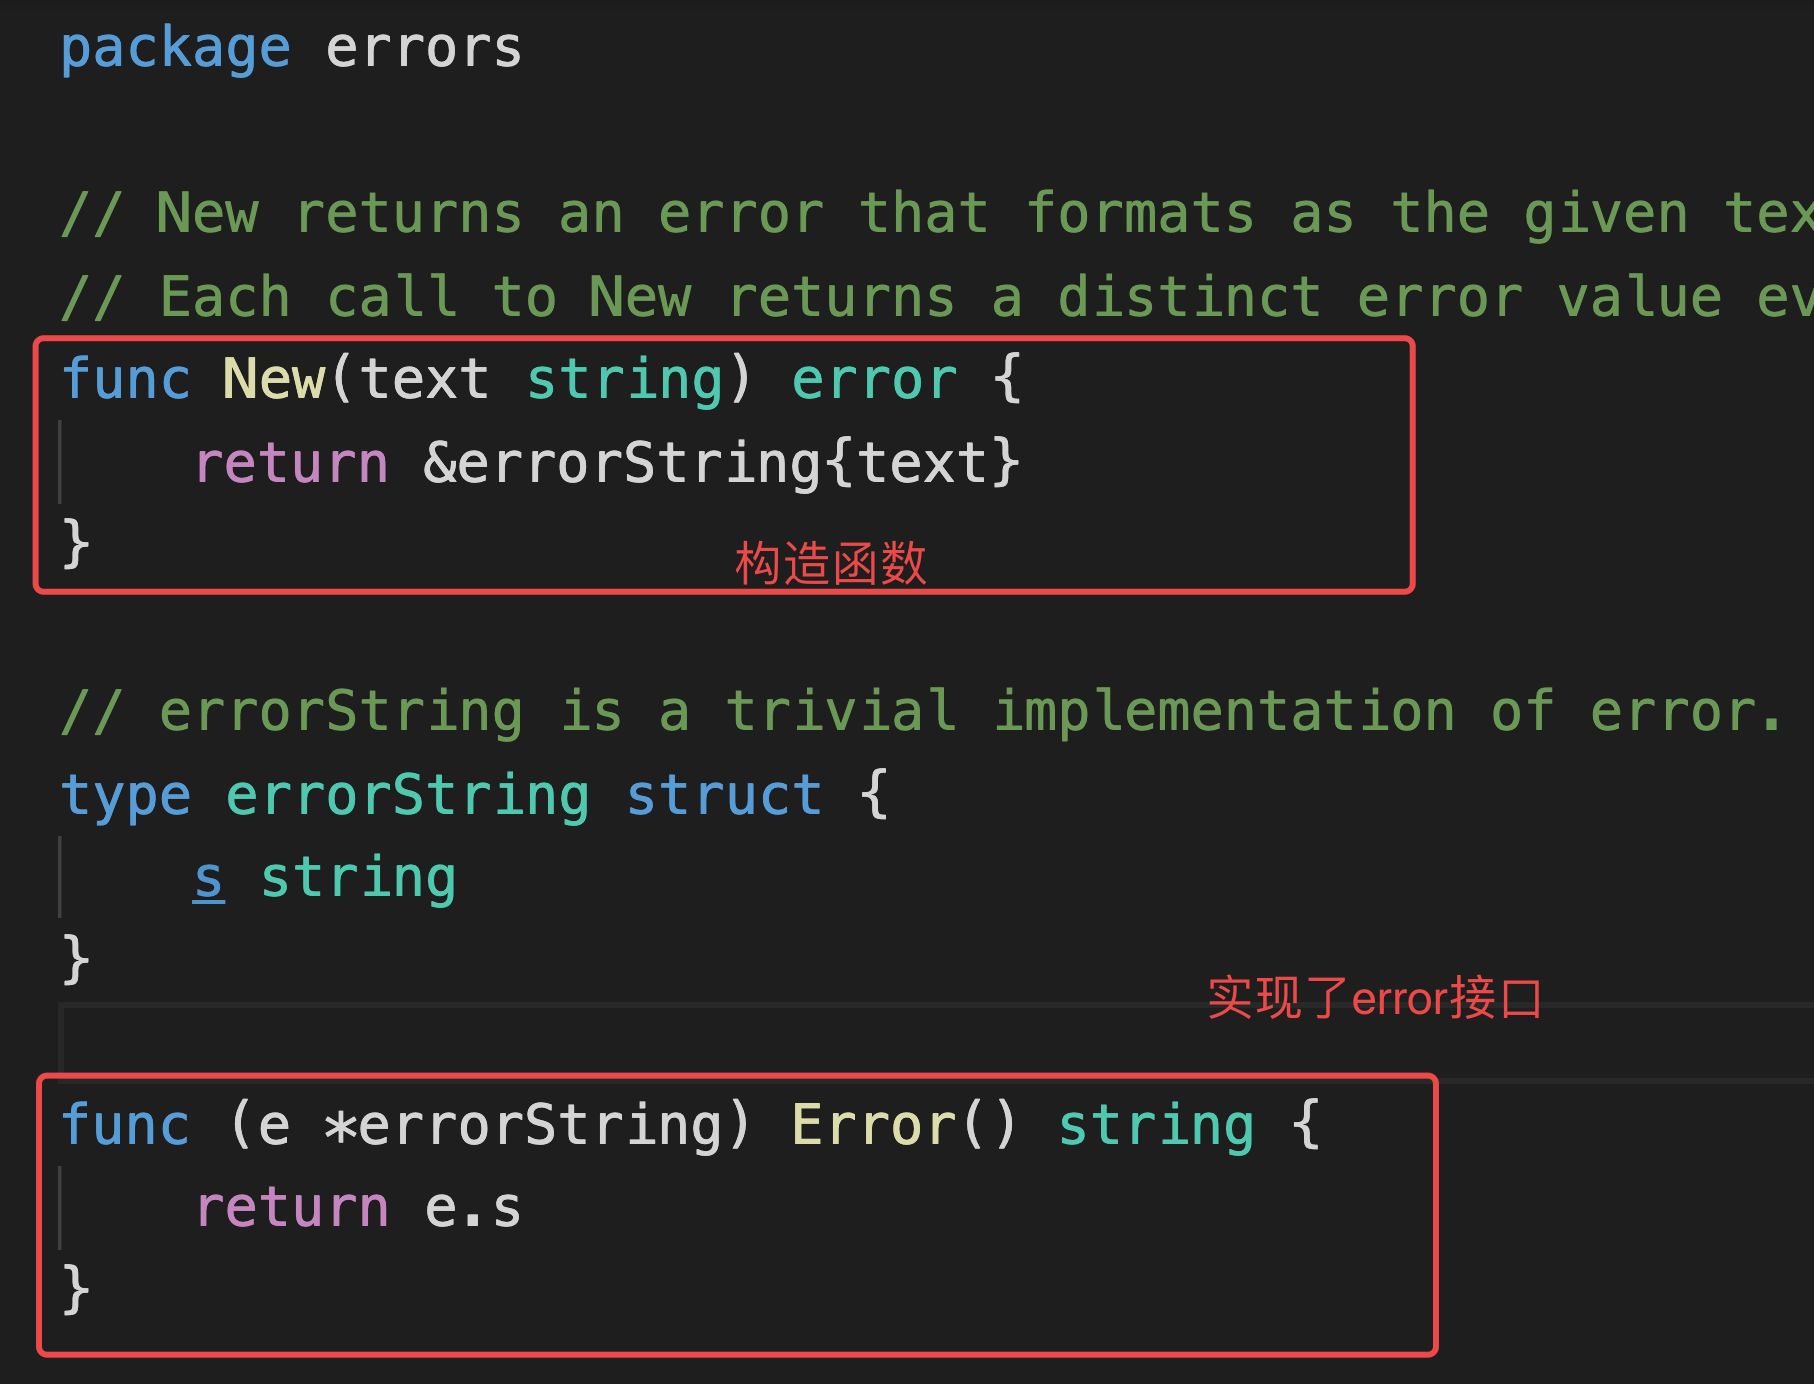 package errors
// New returns an error that formats as the given tex
// Each call to New returns a distinct error value ev
func New(text string) error {
return &errorString{text}
}
构造函数
// errorString is a trivial implementation of error.
type errorString struct {
s string
}
实现了error接口
func (e *errorString) Error() string {
return e.s
}